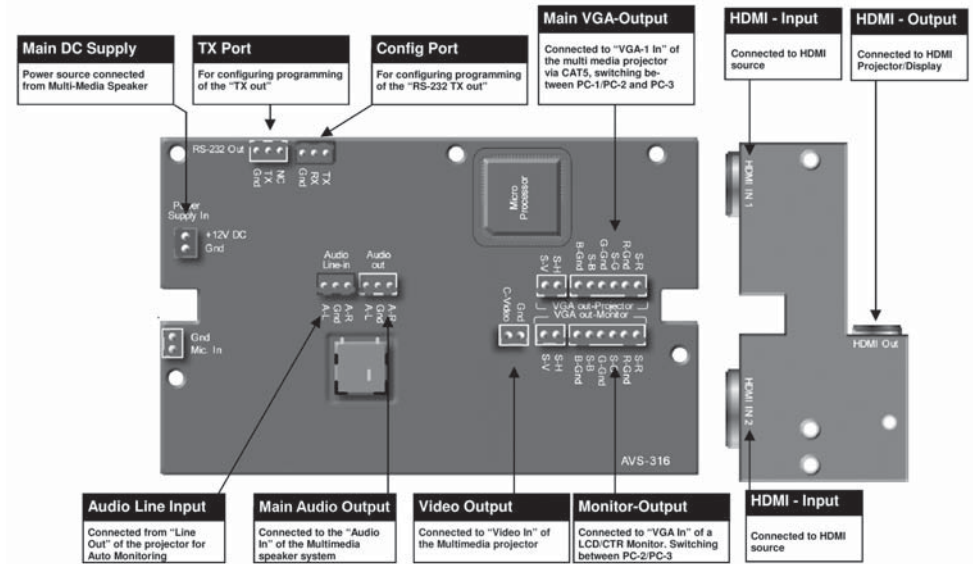 Main VGA-Output
Connected to “VGA-1 In” of
the multi media projector
via CAT5, switching be-
tween PC-1/PC-2 and PC-3
HDMI - Input
Connected to HDMI
source
HDMI - Output
Connected to HDMI
Projector/Display
Main DC Supply
Power source connected
from Multi-Media Speaker
TX Port
For configuring programming
of the “TX out”
Config Port
For configuring programming
of the “RS-232 TX out”
RS-232 Out
Gnd
TX
NC
Gnd
RX
TX
Micro
Processor
HDMI IN 1
Power
Supply In
+12V DC
Gnd
Audio
Line-in
Audio
out
A-L
Gnd
A-R
A-L
Gnd
A-R
S-V
S-H
B-Gnd
S-B
G-Gnd
S-G
R-Gnd
S-R
C-Video
Gnd
VGA out-Projector
VGA out-Monitor
S-V
S-H
B-Gnd
S-B
G-Gnd
S-G
R-Gnd
S-R
Gnd
Mic. In
HDMI Out
HDMI IN 2
AVS-316
Audio Line Input
Connected from “Line
Out” of the projector for
Auto Monitoring
Main Audio Output
Connected to the “Audio
In” of the Multimedia
speaker system
Video Output
Connected to “Video In” of
the Multimedia projector
Monitor-Output
Connected to “VGA In” of a
LCD/CTR Monitor. Switching
between PC-2/PC-3
HDMI - Input
Connected to HDMI
source